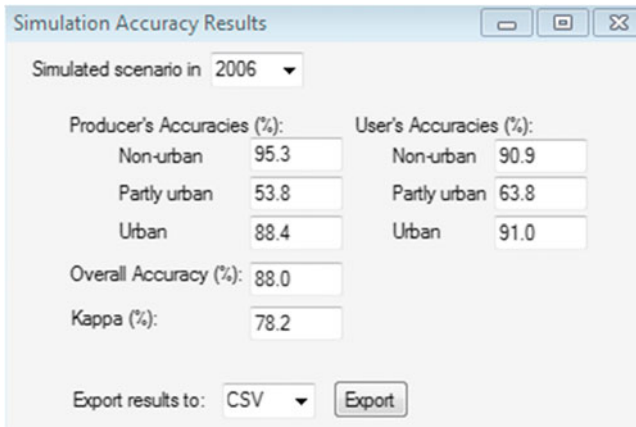 Simulation Accuracy Results
Simulated scenario in 2006
Producer's Accuracies (%): User's Accuracies (%):
Non-urban 95.3 Non-urban 90.9
Partly urban 53.8 Partly urban 63.8
Urban 88.4 Urban 91.0
Overall Accuracy (%): 88.0
Kappa (%): 78.2
Export results to: CSV Export